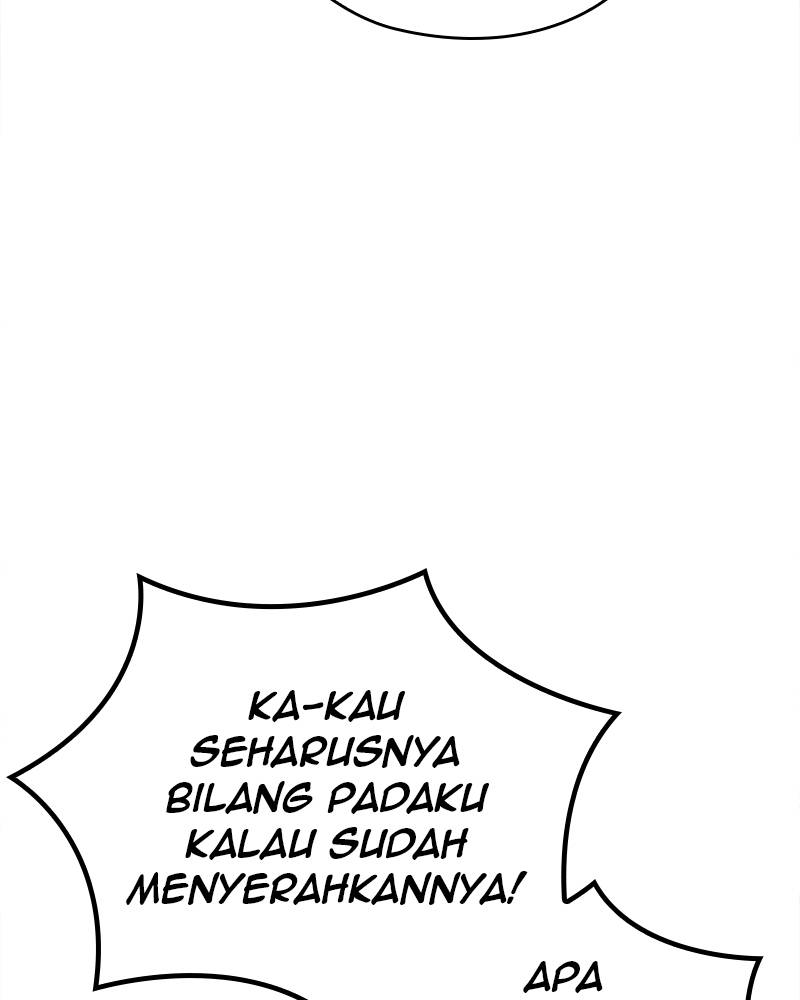 KA-KAU
SEHARUSNYA
BILANG PADAKU
KALAU SUDAH
MENYERAHKANNYA!
APA